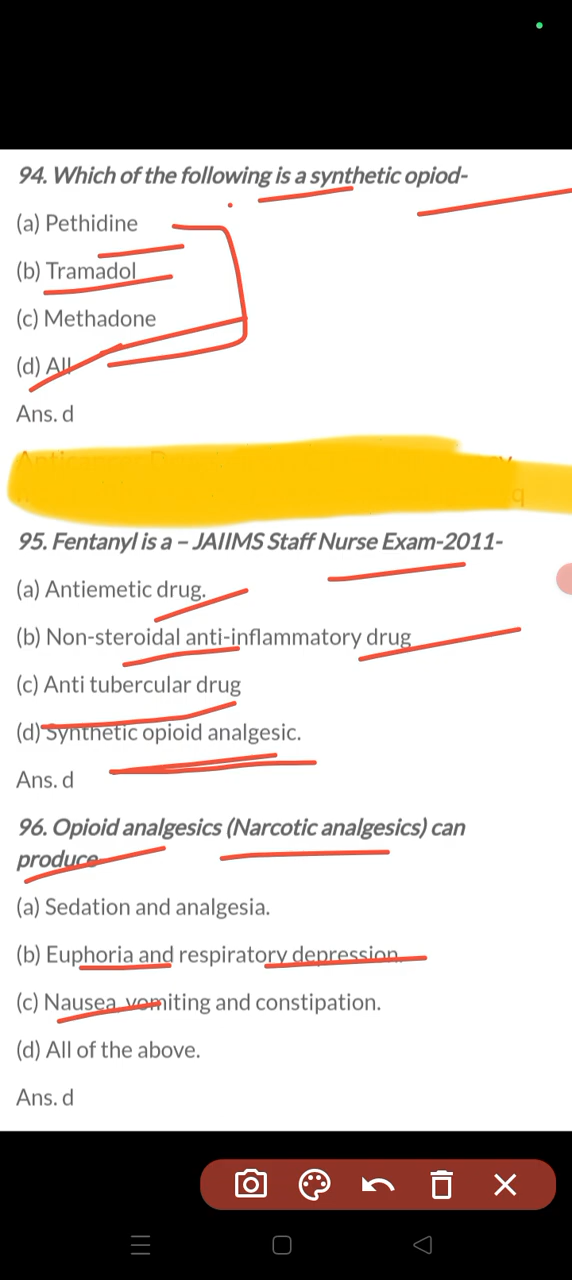 94. Which of the following is a synthetic opiod-
(a) Pethidine
(b) Tramadol
(c) Methadone
(d) All
Ans. d
95. Fentanyl is a – JAIIMS Staff Nurse Exam-2011-
(a) Antiemetic drug.
(b) Non-steroidal anti-inflammatory drug
(c) Anti tubercular drug
(d) Synthetic opioid analgesic.
Ans. d
96. Opioid analgesics (Narcotic analgesics) can
produce
(a) Sedation and analgesia.
(b) Euphoria and respiratory depression.
(c) Nausea, vomiting and constipation.
(d) All of the above.
Ans. d